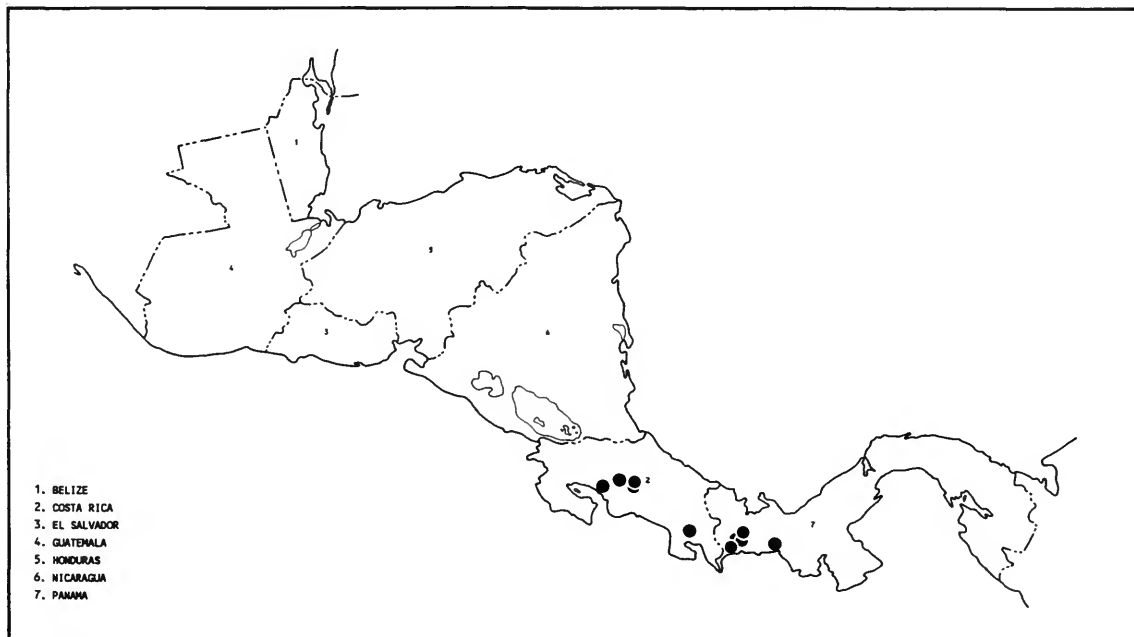 1
5
4
3
6
2
7
1. BELIZE
2. COSTA RICA
3. EL SALVADOR
4. GUATEMALA
5. HONDURAS
6. NICARAGUA
7. PANAMA